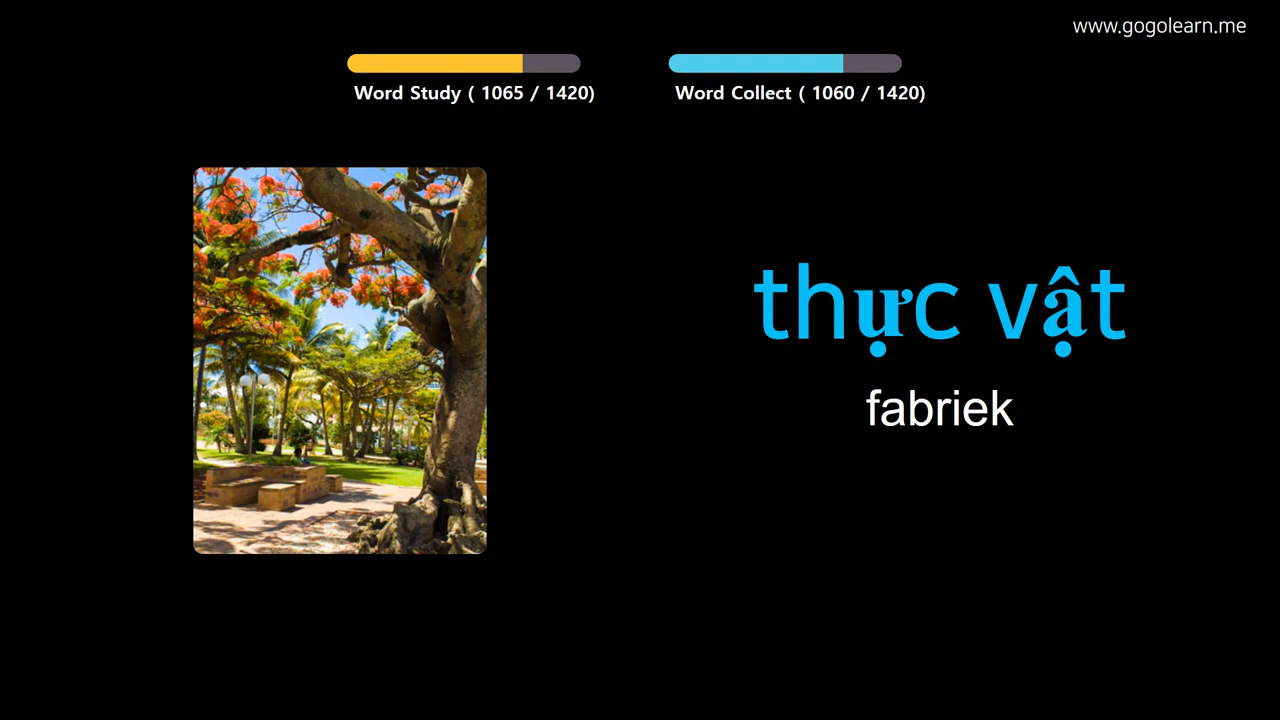 www.gogolearn.me
Word Study ( 1065 / 1420)
Word Collect ( 1060 / 1420)
thực vật
fabriek